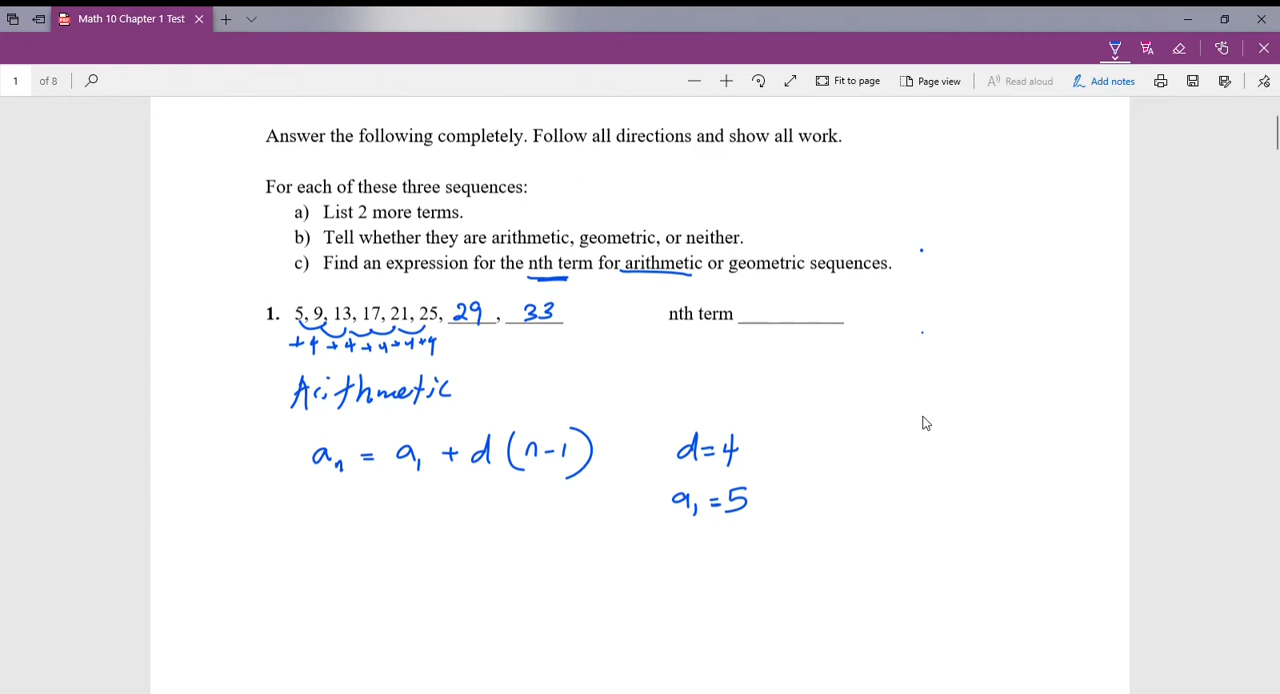 Math 10 Chapter 1 Test
1 of 8 Fit to page Page view Read aloud Add notes
Answer the following completely. Follow all directions and show all work.
For each of these three sequences:
a) List 2 more terms.
b) Tell whether they are arithmetic, geometric, or neither.
c) Find an expression for the nth term for arithmetic or geometric sequences.
1. 5, 9, 13, 17, 21, 25, 29, 33 nth term ________
+4 +4 +4 +4 +4
Arithmetic
aₙ = a₁ + d(n-1) d=4
a₁ = 5